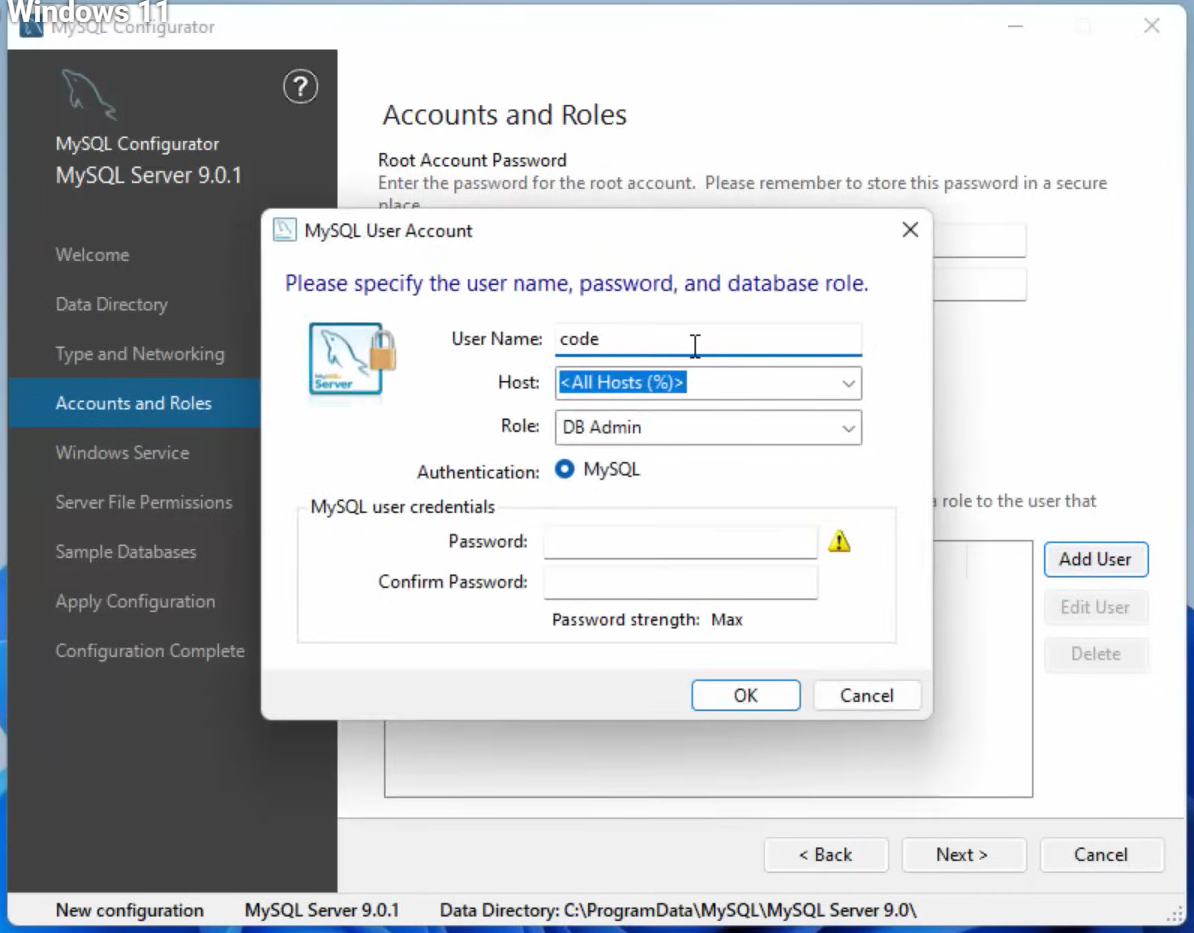 Windows 11
MySQL Configurator
?
MySQL Configurator
MySQL Server 9.0.1
Welcome
Data Directory
Type and Networking
Accounts and Roles
Windows Service
Server File Permissions
Sample Databases
Apply Configuration
Configuration Complete
Accounts and Roles
Root Account Password
Enter the password for the root account. Please remember to store this password in a secure
place.
MySQL User Account
Please specify the user name, password, and database role.
Server
User Name: code
Host: <All Hosts (%)>
Role: DB Admin
Authentication: MySQL
MySQL user credentials
Password:
Confirm Password:
Password strength: Max
OK Cancel
a role to the user that
Add User
Edit User
Delete
< Back Next > Cancel
New configuration MySQL Server 9.0.1 Data Directory: C:\ProgramData\MySQL\MySQL Server 9.0\